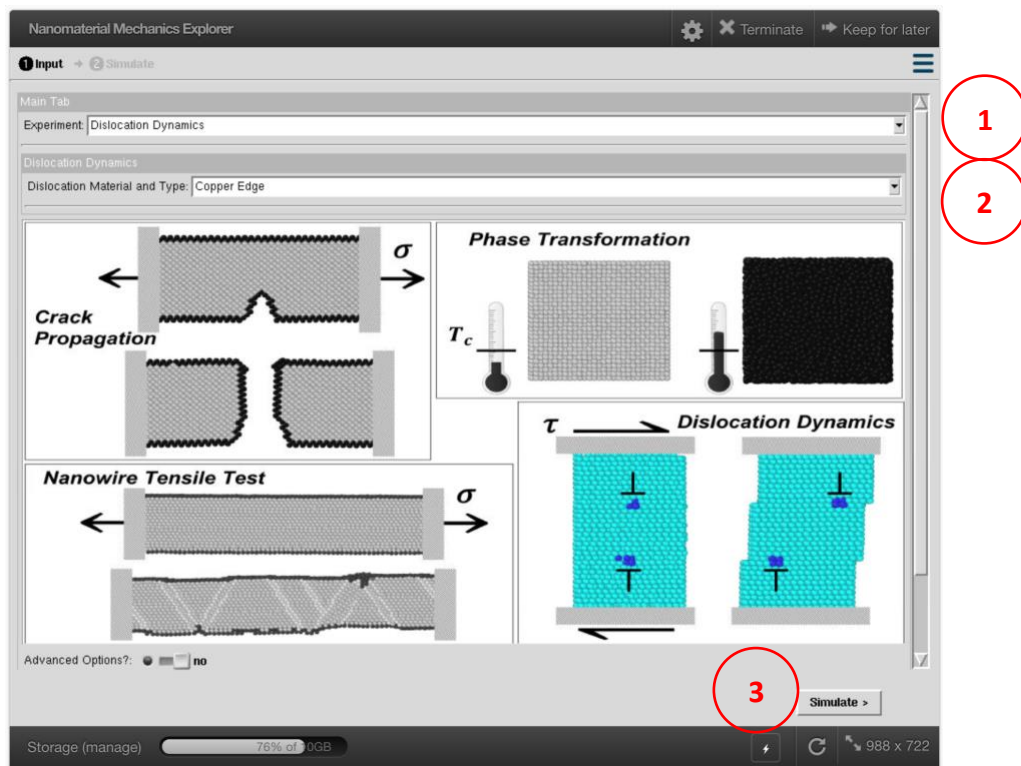 Nanomaterial Mechanics Explorer
Terminate
Keep for later
1 Input → 2 Simulate
Main Tab
Experiment: Dislocation Dynamics
1
Dislocation Dynamics
Dislocation Material and Type: Copper Edge
2
σ
Crack
Propagation
Phase Transformation
Tc
Nanowire Tensile Test
σ
τ
Dislocation Dynamics
Advanced Options?: no
3
Simulate >
Storage (manage)
76% of 10GB
988 x 722